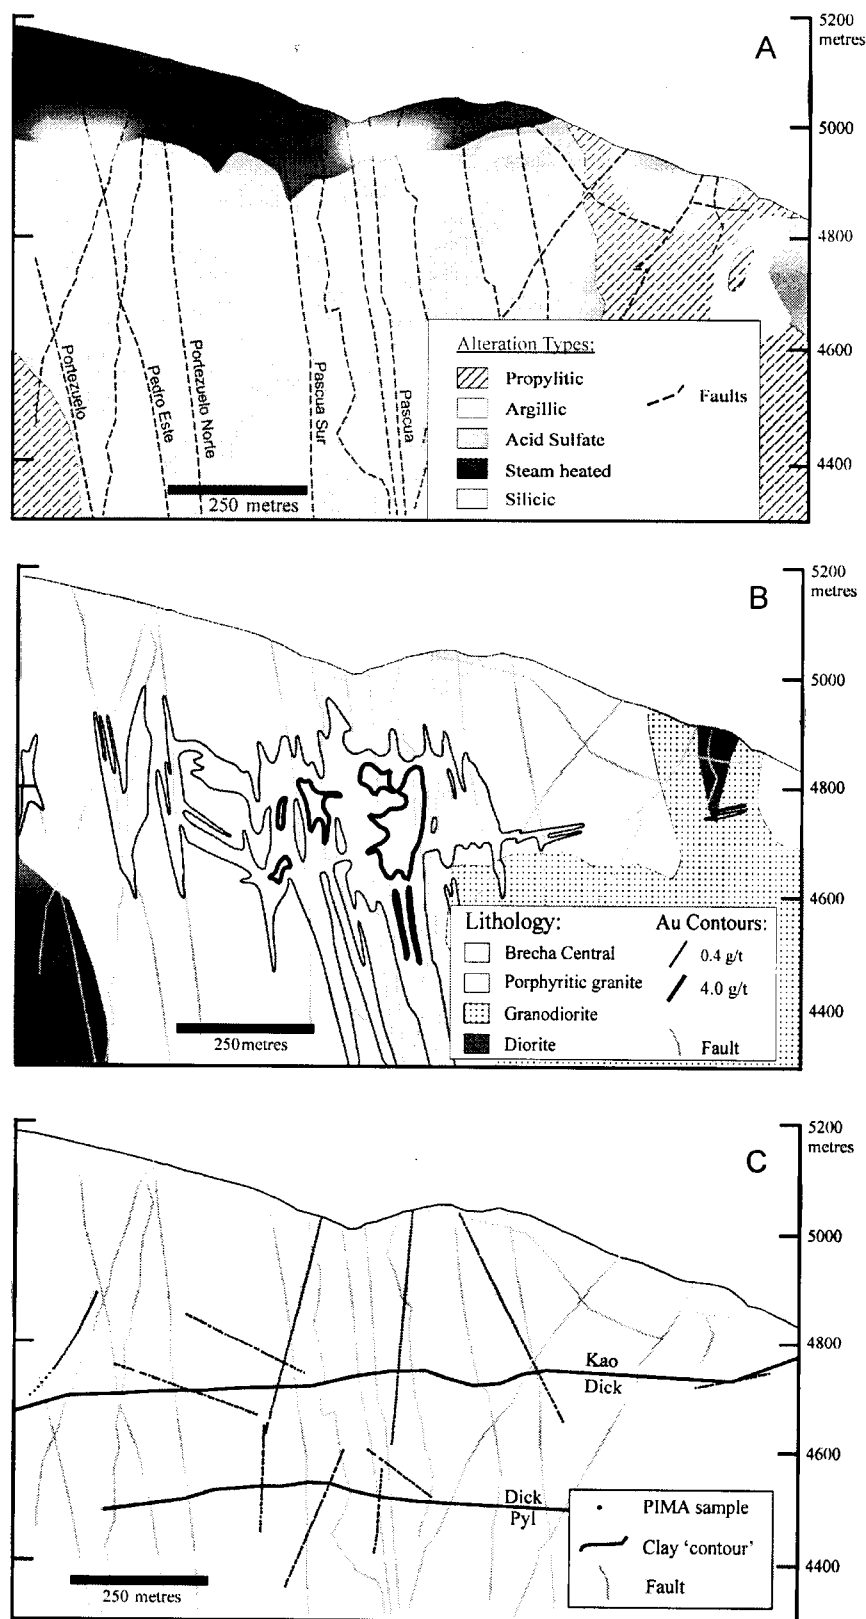 5200
metres
A
5000
4800
4600
4400
Portezuelo
Pedro Este
Portezuelo Norte
Pascua Sur
Pascua
250 metres
Alteration Types:
Propylitic
Argillic
Acid Sulfate
Steam heated
Silicic
Faults
5200
metres
B
5000
4800
4600
4400
250metres
Lithology:
Brecha Central
Porphyritic granite
Granodiorite
Diorite
Au Contours:
0.4 g/t
4.0 g/t
Fault
5200
metres
C
5000
4800
4600
4400
Kao
Dick
Dick
Pyl
250 metres
PIMA sample
Clay 'contour'
Fault